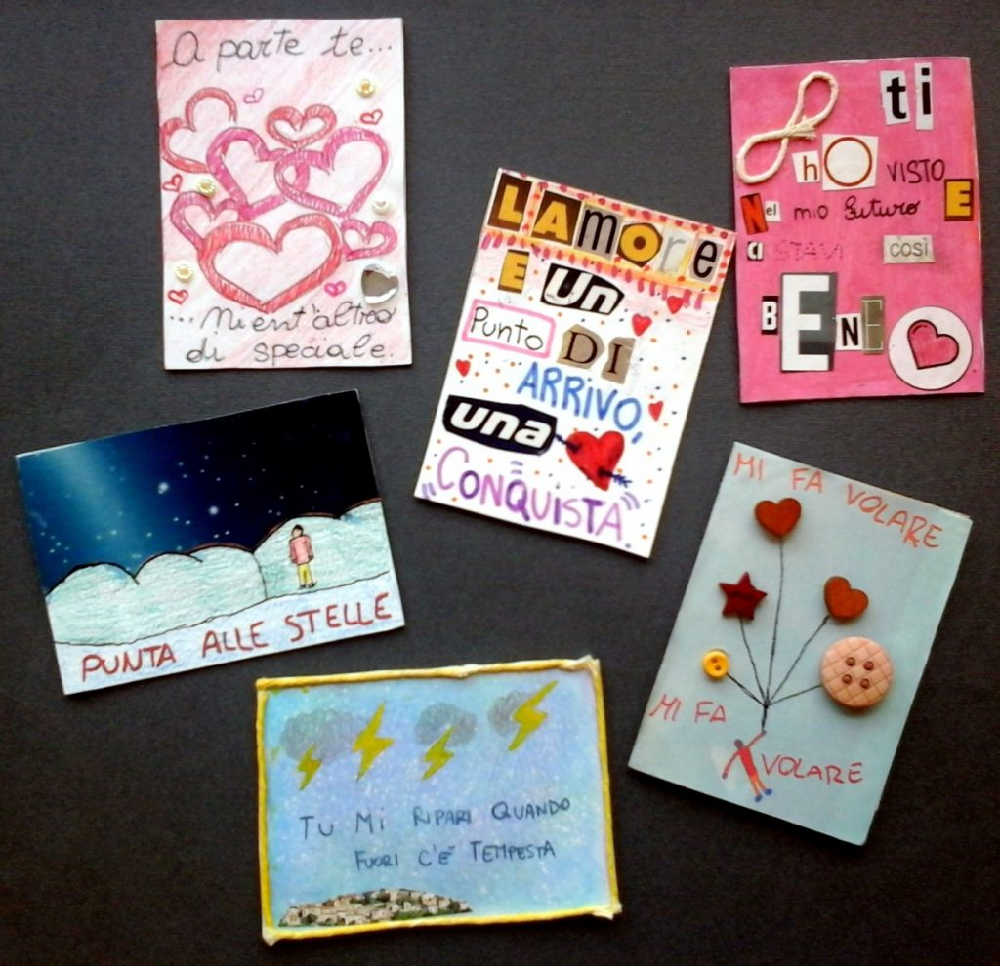 A parte te...
... nient'altro
di speciale.
ti
hO VISTO
Nel mio futuro E
CI STAVI COSÌ
BENE
LAmore
E Un
Punto DI
ARRIVO,
una
"CONQUISTA"
PUNTA ALLE STELLE
MI FA VOLARE
MI FA
VOLARE
TU MI RIPARI QUANDO
FUORI C'È TEMPESTA